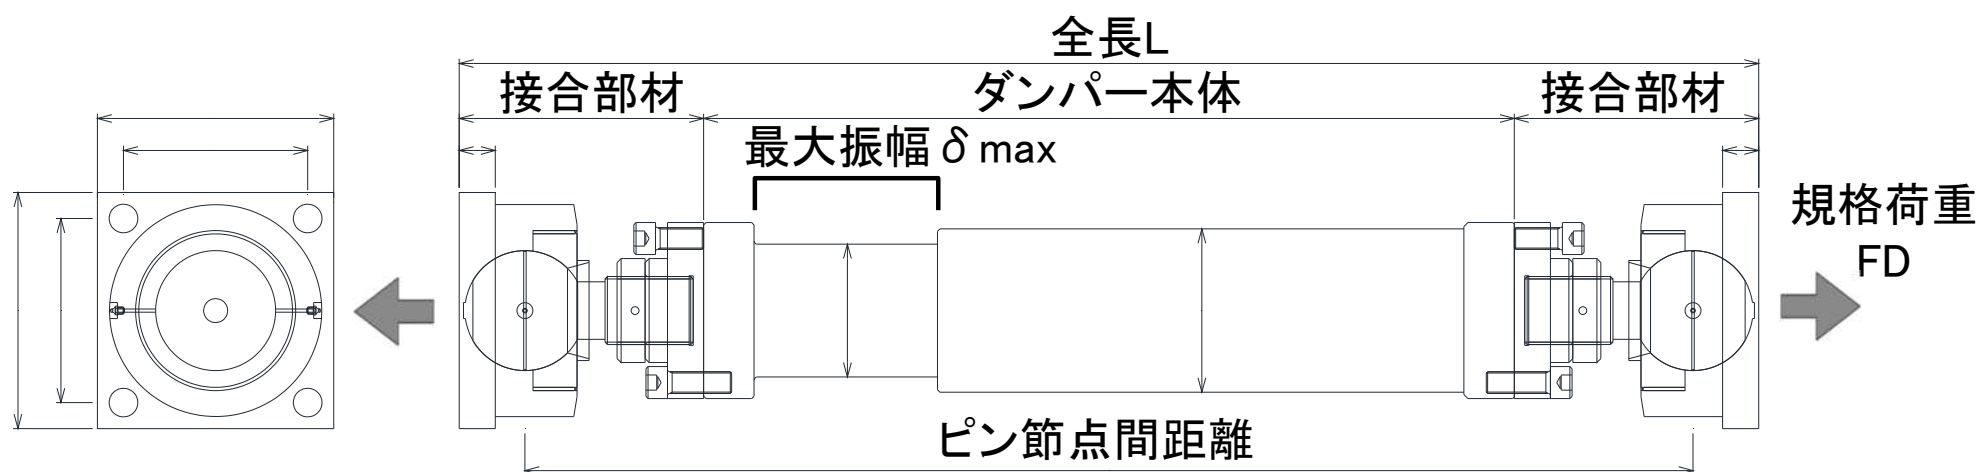 全長L
接合部材
ダンパー本体
接合部材
最大振幅δmax
規格荷重
FD
ピン節点間距離